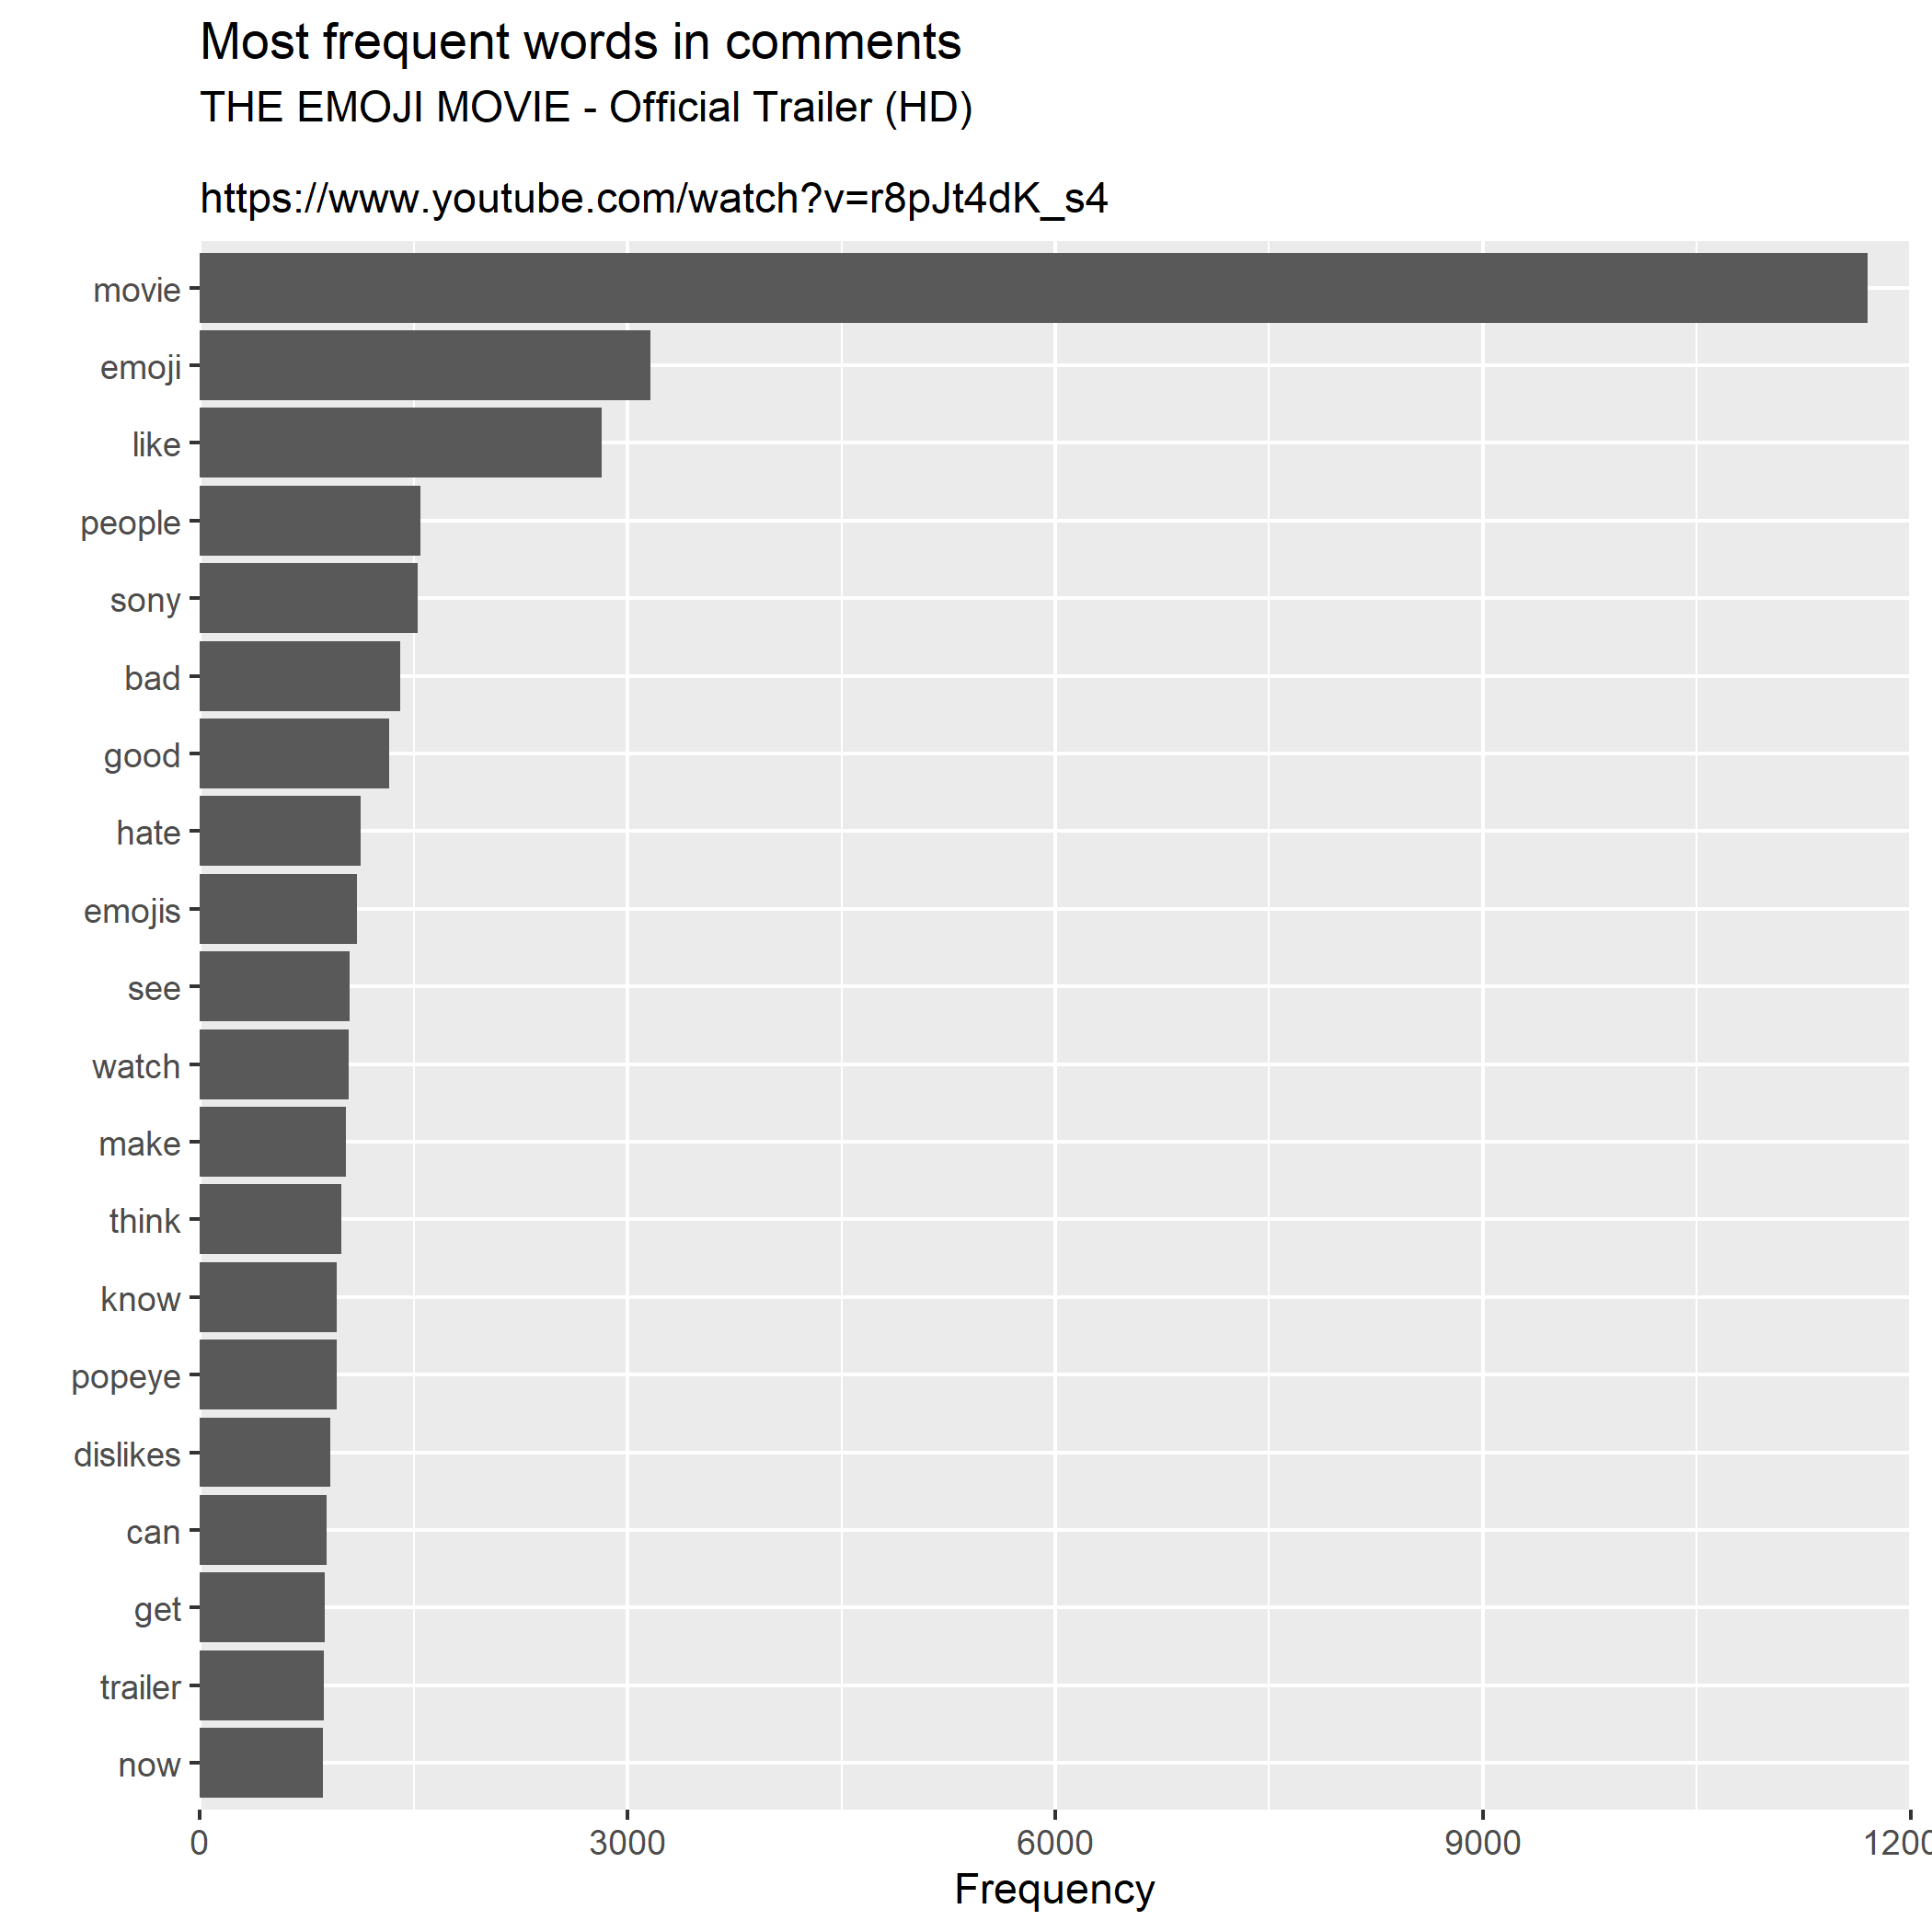 Most frequent words in comments
THE EMOJI MOVIE - Official Trailer (HD)
https://www.youtube.com/watch?v=r8pJt4dK_s4
movie
emoji
like
people
sony
bad
good
hate
emojis
see
watch
make
think
know
popeye
dislikes
can
get
trailer
now
0 3000 6000 9000 1200
Frequency